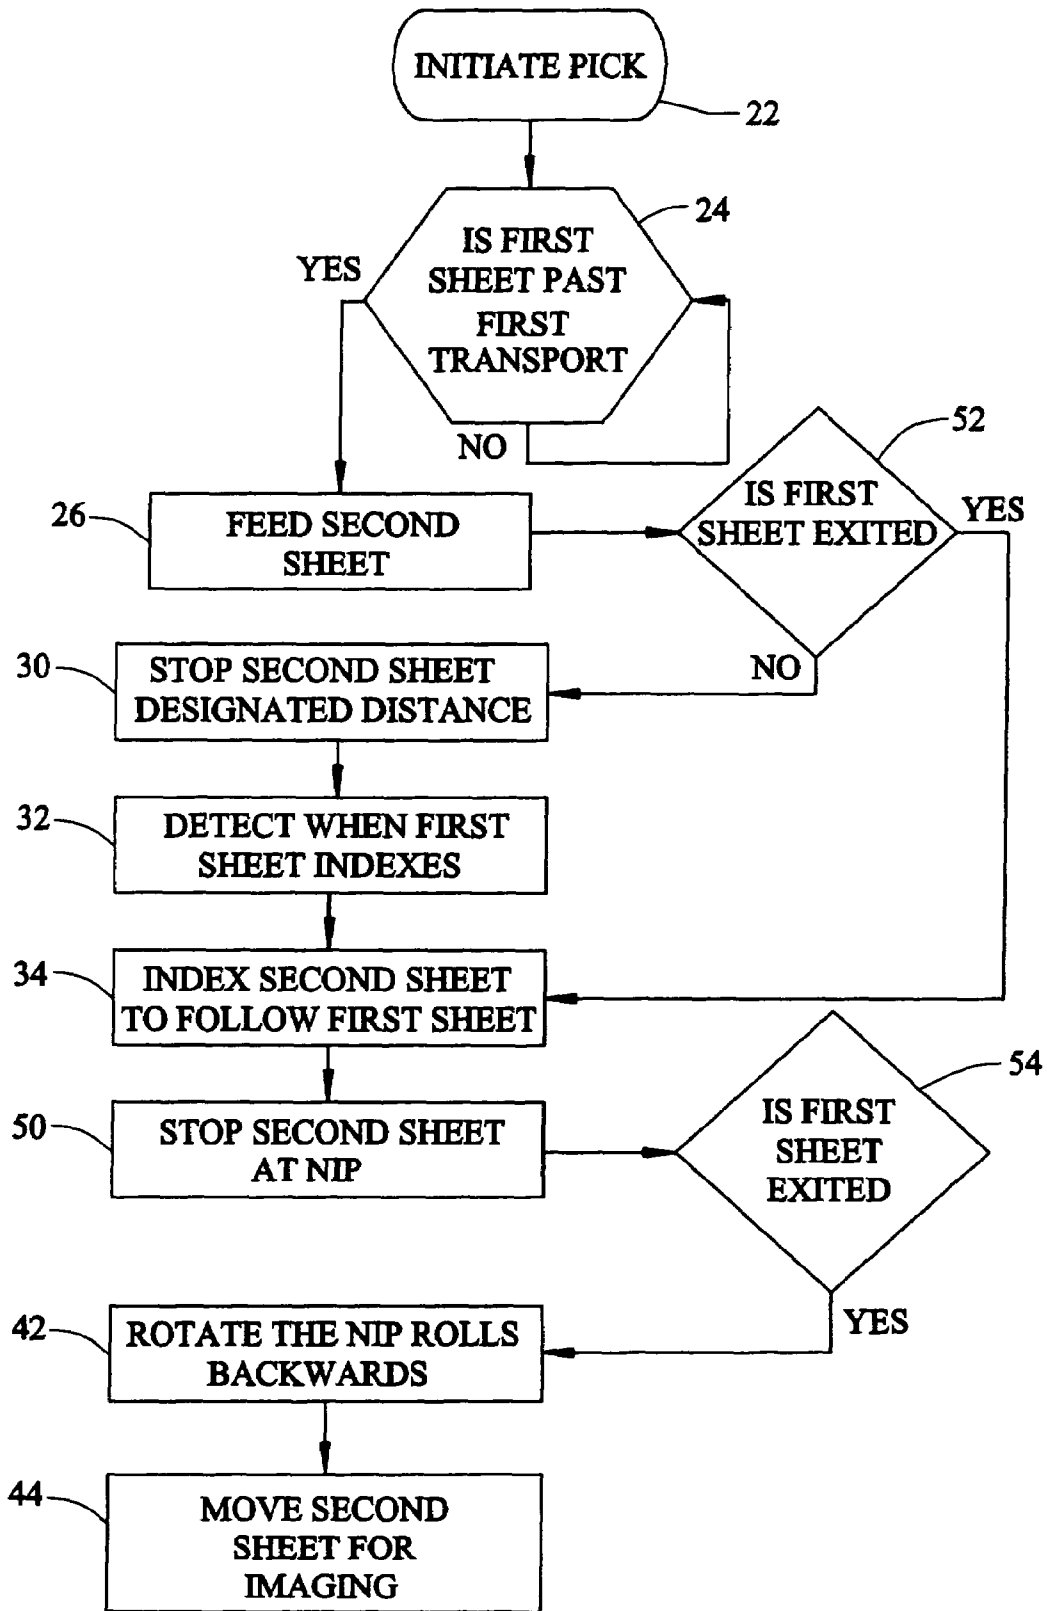 INITIATE PICK
22
24
IS FIRST
SHEET PAST
FIRST
TRANSPORT
YES
NO
52
IS FIRST
SHEET EXITED
YES
NO
26
FEED SECOND
SHEET
30
STOP SECOND SHEET
DESIGNATED DISTANCE
32
DETECT WHEN FIRST
SHEET INDEXES
34
INDEX SECOND SHEET
TO FOLLOW FIRST SHEET
50
STOP SECOND SHEET
AT NIP
54
IS FIRST
SHEET
EXITED
YES
42
ROTATE THE NIP ROLLS
BACKWARDS
44
MOVE SECOND
SHEET FOR
IMAGING